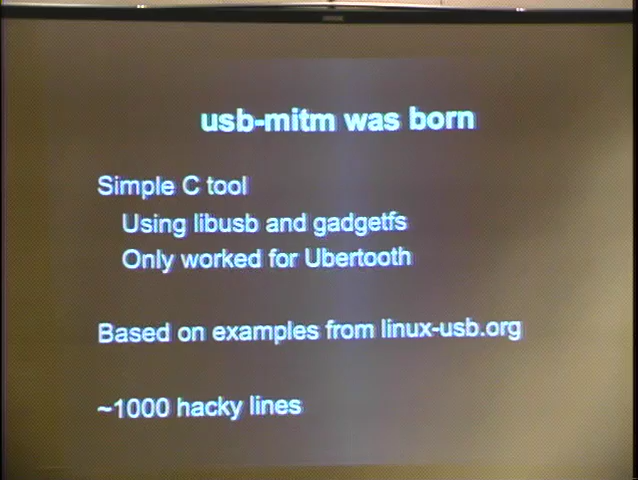 usb-mitm was born
Simple C tool
Using libusb and gadgetfs
Only worked for Ubertooth
Based on examples from linux-usb.org
~1000 hacky lines